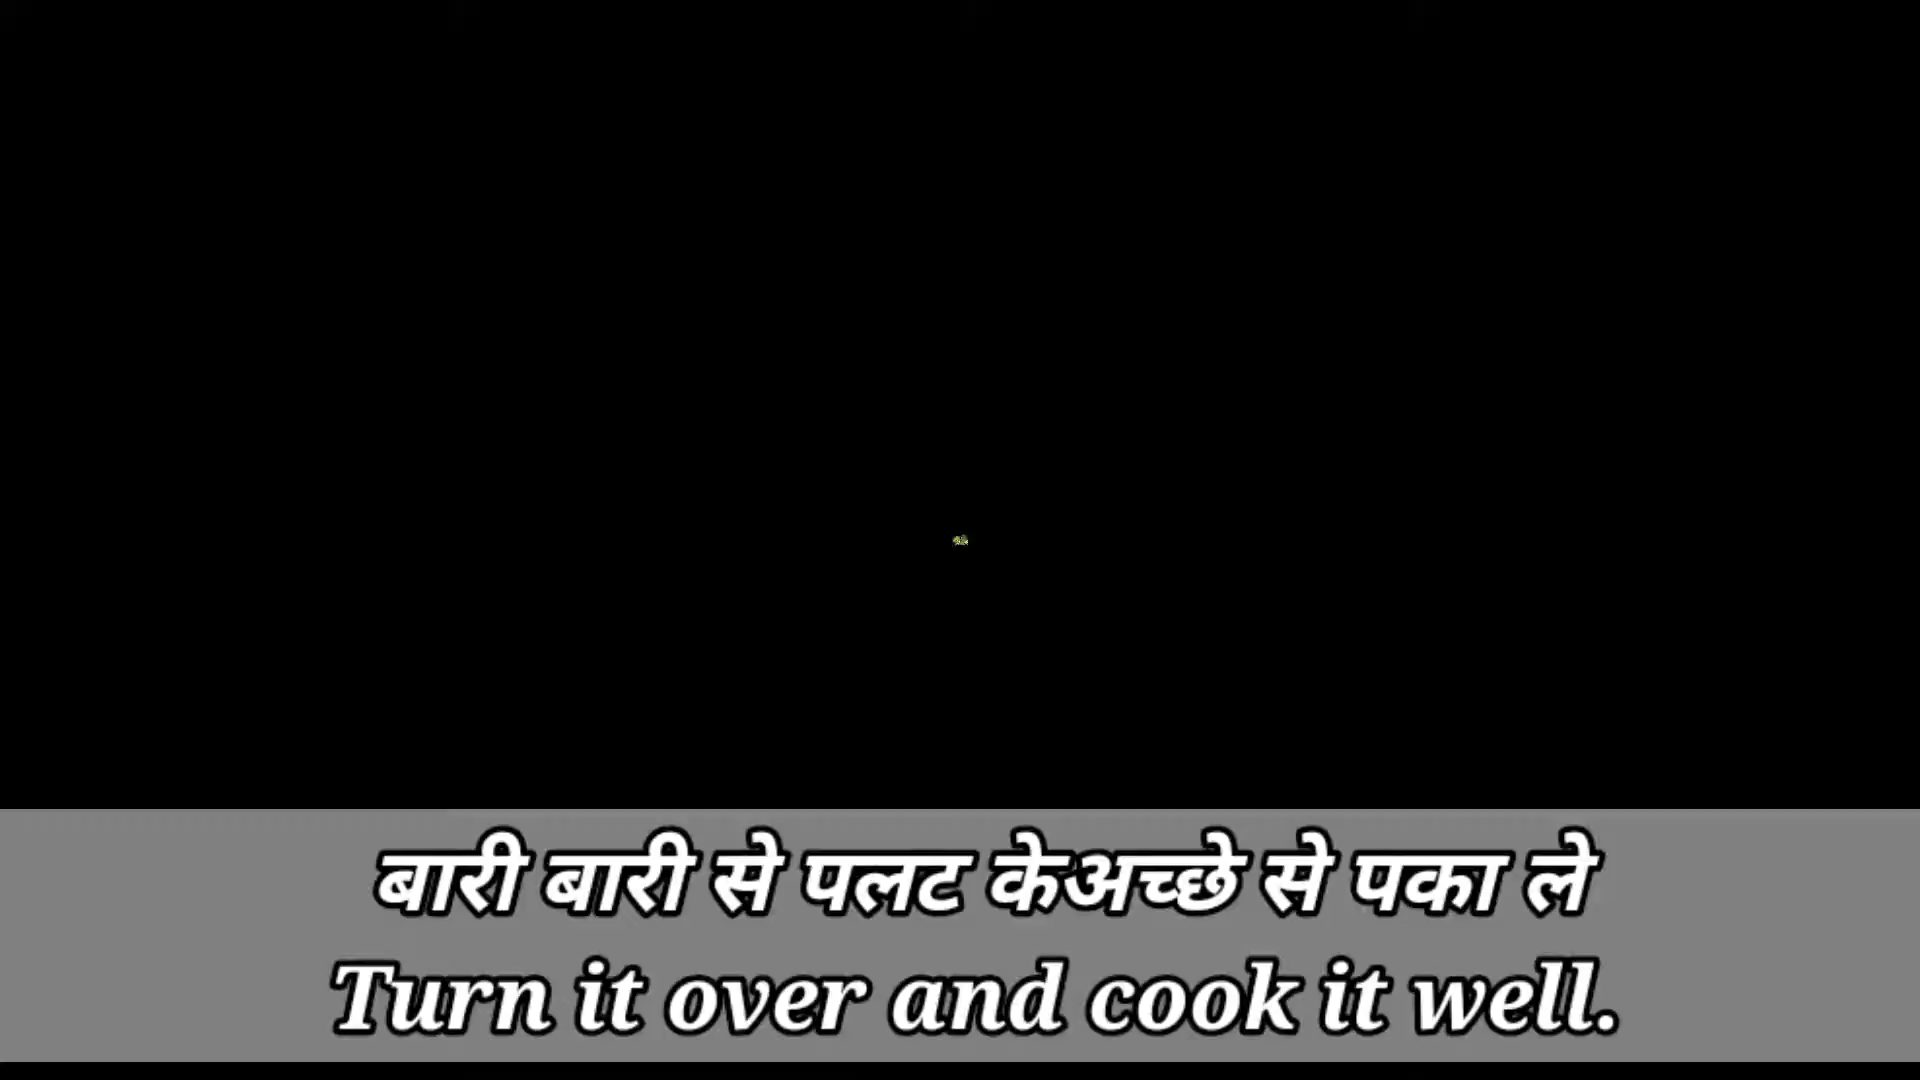 बारी बारी से पलट केअच्छे से पका ले
Turn it over and cook it well.